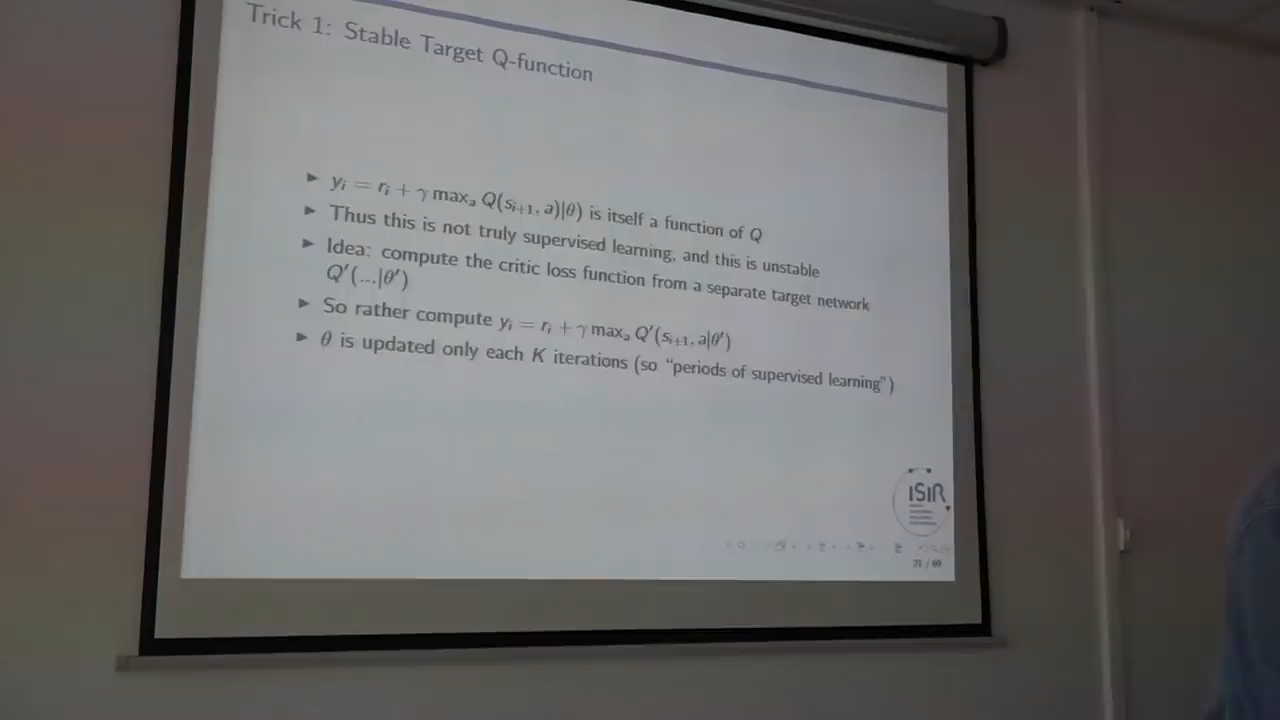 Trick 1: Stable Target Q-function
▶ yᵢ = rᵢ + γ maxₐ Q(sᵢ₊₁, a)|θ) is itself a function of Q
▶ Thus this is not truly supervised learning, and this is unstable
▶ Idea: compute the critic loss function from a separate target network
Q′(...|θ′)
▶ So rather compute yᵢ = rᵢ + γ maxₐ Q′(sᵢ₊₁, a|θ′)
▶ θ is updated only each K iterations (so “periods of supervised learning”)
ISIR